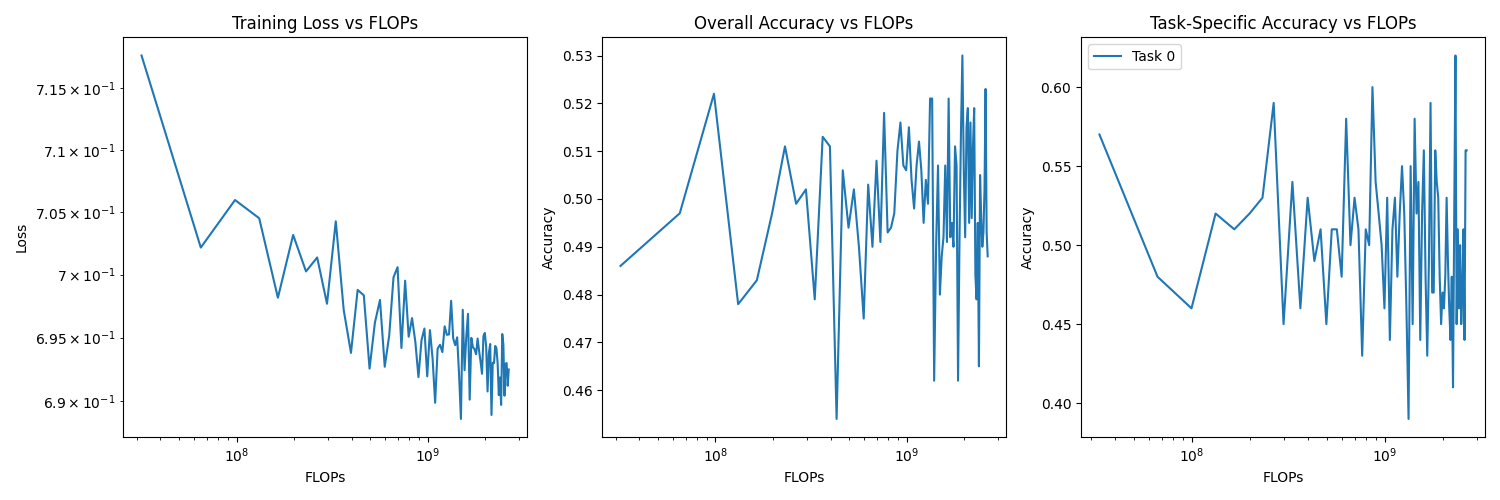 Training Loss vs FLOPs
7.15 × 10⁻¹
7.1 × 10⁻¹
7.05 × 10⁻¹
7 × 10⁻¹
6.95 × 10⁻¹
6.9 × 10⁻¹
Loss
10⁸
10⁹
FLOPs
Overall Accuracy vs FLOPs
0.53
0.52
0.51
0.50
0.49
0.48
0.47
0.46
Accuracy
10⁸
10⁹
FLOPs
Task-Specific Accuracy vs FLOPs
Task 0
0.60
0.55
0.50
0.45
0.40
Accuracy
10⁸
10⁹
FLOPs